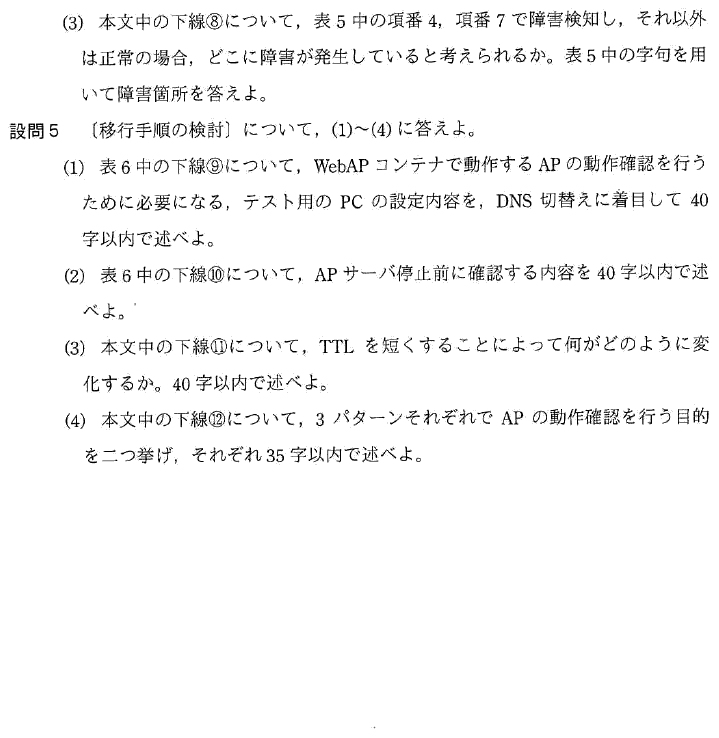 (3) 本文中の下線⑧について，表5中の項番4，項番7で障害検知し，それ以外
は正常の場合，どこに障害が発生していると考えられるか。表5中の字句を用
いて障害箇所を答えよ。
設問5 〔移行手順の検討〕について，(1)～(4)に答えよ。
(1) 表6中の下線⑨について，WebAPコンテナで動作するAPの動作確認を行う
ために必要になる，テスト用のPCの設定内容を，DNS切替えに着目して40
字以内で述べよ。
(2) 表6中の下線⑩について，APサーバ停止前に確認する内容を40字以内で述
べよ。
(3) 本文中の下線⑪について，TTLを短くすることによって何がどのように変
化するか。40字以内で述べよ。
(4) 本文中の下線⑫について，3パターンそれぞれでAPの動作確認を行う目的
を二つ挙げ，それぞれ35字以内で述べよ。